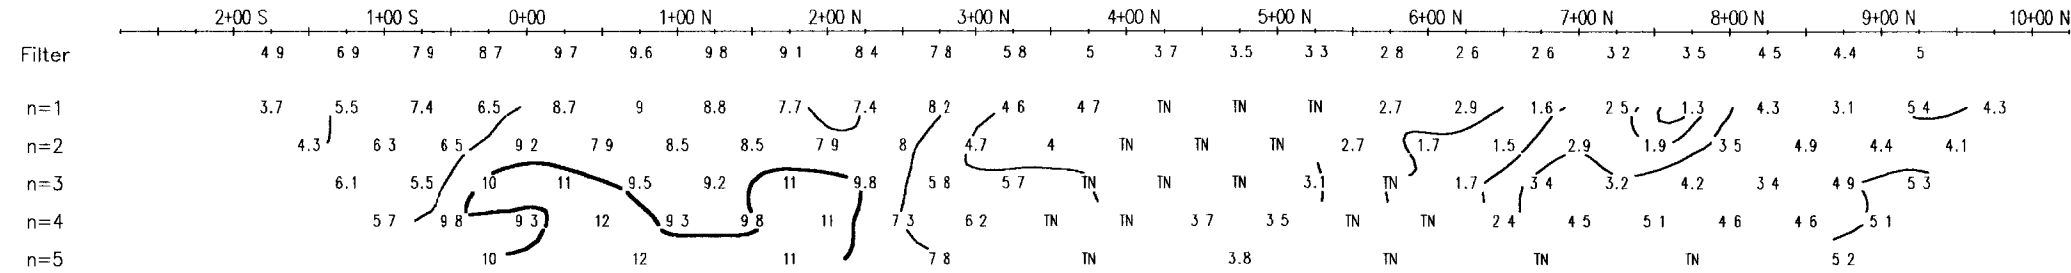 2+00 S 1+00 S 0+00 1+00 N 2+00 N 3+00 N 4+00 N 5+00 N 6+00 N 7+00 N 8+00 N 9+00 N 10+00 N
Filter 4 9 6 9 7 9 8 7 9 7 9.6 9 8 9 1 8 4 7 8 5 8 5 3 7 3.5 3 3 2 8 2 6 2 6 3 2 3 5 4 5 4.4 5
n=1 3.7 5.5 7.4 6.5 8.7 9 8.8 7.7 7.4 8 2 4 6 4 7 TN TN TN 2.7 2.9 1.6 2 5 1.3 4.3 3.1 5 4 4.3
n=2 4.3 6 3 6 5 9 2 7 9 8.5 8.5 7 9 8 4.7 4 TN TN TN 2.7 1.7 1.5 2.9 1.9 3 5 4.9 4.4 4.1
n=3 6.1 5.5 10 11 9.5 9.2 11 9.8 5 8 5 7 TN TN TN 3.1 TN 1.7 3 4 3.2 4.2 3 4 4 9 5 3
n=4 5 7 9 8 9 3 12 9 3 9 8 11 7 3 6 2 TN TN 3 7 3 5 TN TN 2 4 4 5 5 1 4 6 4 6 5 1
n=5 10 12 11 7 8 TN 3.8 TN TN TN 5 2